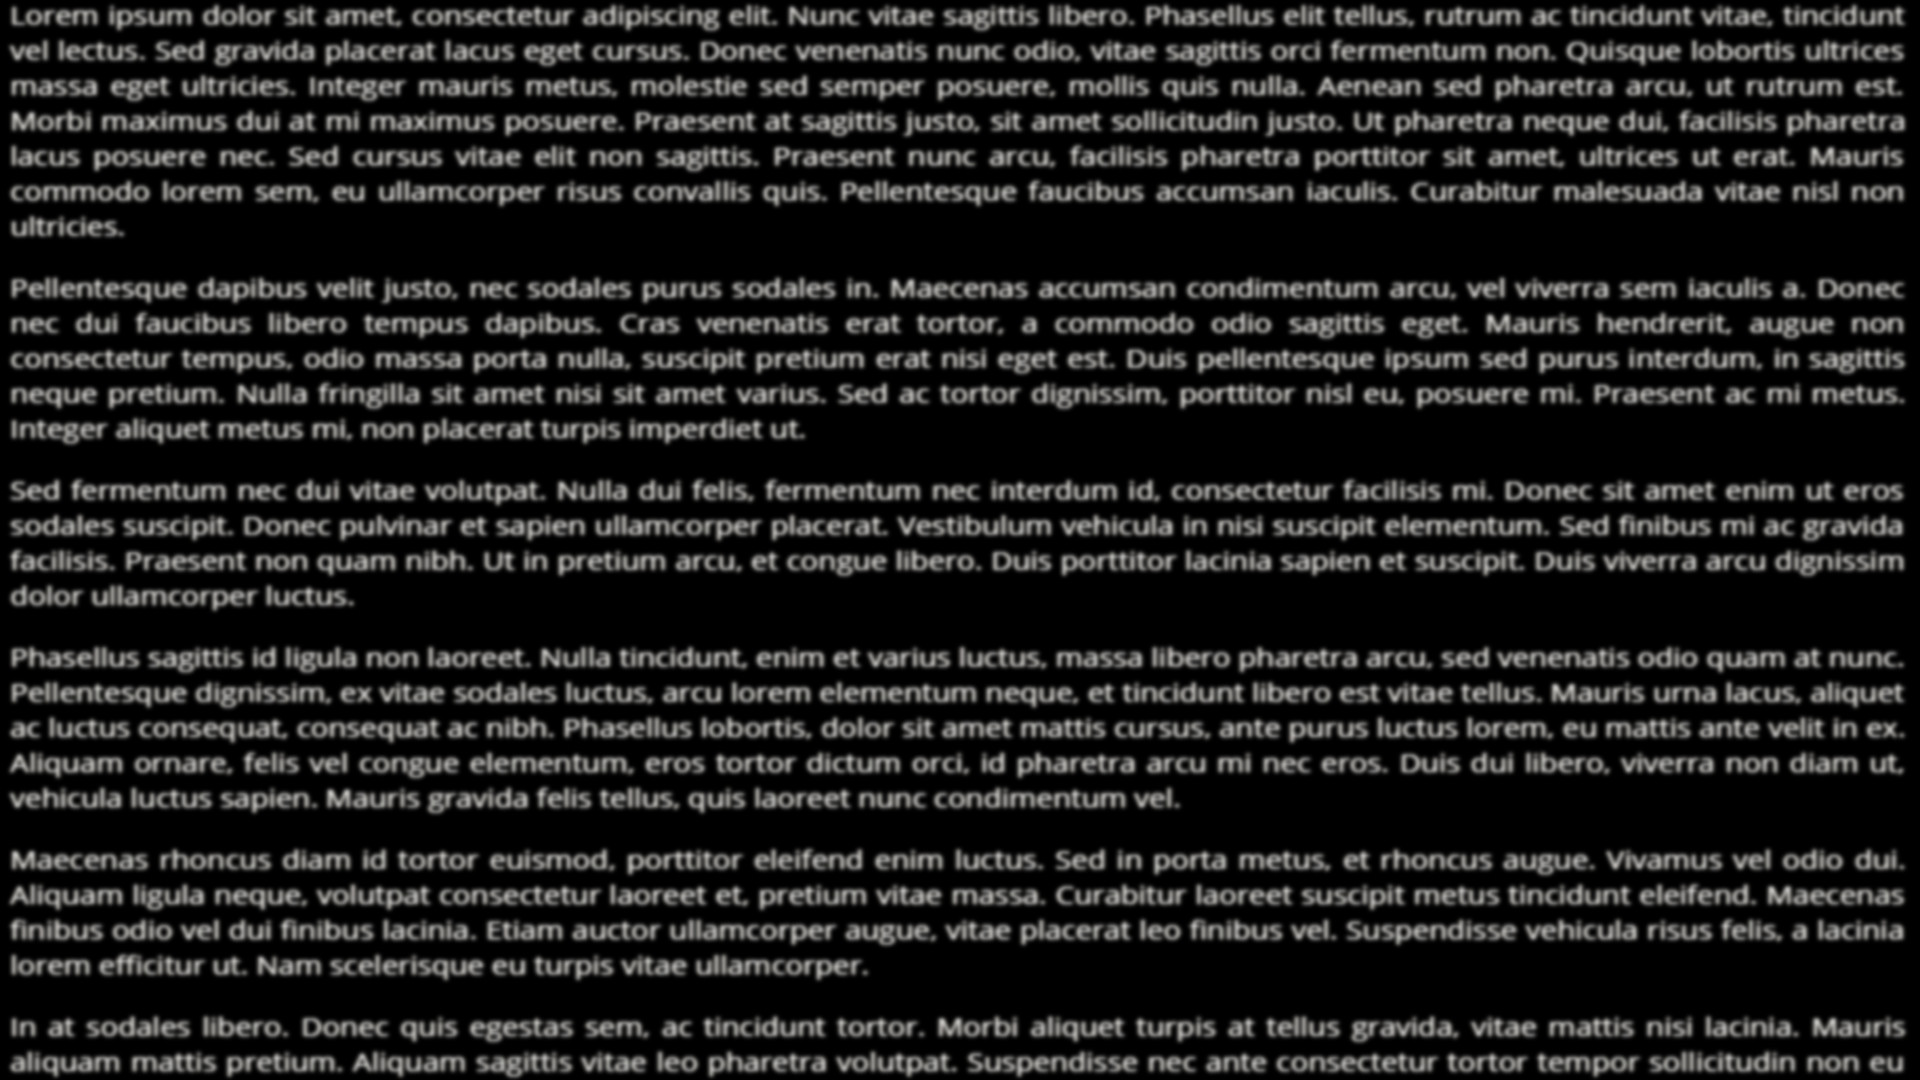 Lorem ipsum dolor sit amet, consectetur adipiscing elit. Nunc vitae sagittis libero. Phasellus elit tellus, rutrum ac tincidunt vitae, tincidunt
vel lectus. Sed gravida placerat lacus eget cursus. Donec venenatis nunc odio, vitae sagittis orci fermentum non. Quisque lobortis ultrices
massa eget ultricies. Integer mauris metus, molestie sed semper posuere, mollis quis nulla. Aenean sed pharetra arcu, ut rutrum est.
Morbi maximus dui at mi maximus posuere. Praesent at sagittis justo, sit amet sollicitudin justo. Ut pharetra neque dui, facilisis pharetra
lacus posuere nec. Sed cursus vitae elit non sagittis. Praesent nunc arcu, facilisis pharetra porttitor sit amet, ultrices ut erat. Mauris
commodo lorem sem, eu ullamcorper risus convallis quis. Pellentesque faucibus accumsan iaculis. Curabitur malesuada vitae nisl non
ultricies.
Pellentesque dapibus velit justo, nec sodales purus sodales in. Maecenas accumsan condimentum arcu, vel viverra sem iaculis a. Donec
nec dui faucibus libero tempus dapibus. Cras venenatis erat tortor, a commodo odio sagittis eget. Mauris hendrerit, augue non
consectetur tempus, odio massa porta nulla, suscipit pretium erat nisi eget est. Duis pellentesque ipsum sed purus interdum, in sagittis
neque pretium. Nulla fringilla sit amet nisi sit amet varius. Sed ac tortor dignissim, porttitor nisl eu, posuere mi. Praesent ac mi metus.
Integer aliquet metus mi, non placerat turpis imperdiet ut.
Sed fermentum nec dui vitae volutpat. Nulla dui felis, fermentum nec interdum id, consectetur facilisis mi. Donec sit amet enim ut eros
sodales suscipit. Donec pulvinar et sapien ullamcorper placerat. Vestibulum vehicula in nisi suscipit elementum. Sed finibus mi ac gravida
facilisis. Praesent non quam nibh. Ut in pretium arcu, et congue libero. Duis porttitor lacinia sapien et suscipit. Duis viverra arcu dignissim
dolor ullamcorper luctus.
Phasellus sagittis id ligula non laoreet. Nulla tincidunt, enim et varius luctus, massa libero pharetra arcu, sed venenatis odio quam at nunc.
Pellentesque dignissim, ex vitae sodales luctus, arcu lorem elementum neque, et tincidunt libero est vitae tellus. Mauris urna lacus, aliquet
ac luctus consequat, consequat ac nibh. Phasellus lobortis, dolor sit amet mattis cursus, ante purus luctus lorem, eu mattis ante velit in ex.
Aliquam ornare, felis vel congue elementum, eros tortor dictum orci, id pharetra arcu mi nec eros. Duis dui libero, viverra non diam ut,
vehicula luctus sapien. Mauris gravida felis tellus, quis laoreet nunc condimentum vel.
Maecenas rhoncus diam id tortor euismod, porttitor eleifend enim luctus. Sed in porta metus, et rhoncus augue. Vivamus vel odio dui.
Aliquam ligula neque, volutpat consectetur laoreet et, pretium vitae massa. Curabitur laoreet suscipit metus tincidunt eleifend. Maecenas
finibus odio vel dui finibus lacinia. Etiam auctor ullamcorper augue, vitae placerat leo finibus vel. Suspendisse vehicula risus felis, a lacinia
lorem efficitur ut. Nam scelerisque eu turpis vitae ullamcorper.
In at sodales libero. Donec quis egestas sem, ac tincidunt tortor. Morbi aliquet turpis at tellus gravida, vitae mattis nisi lacinia. Mauris
aliquam mattis pretium. Aliquam sagittis vitae leo pharetra volutpat. Suspendisse nec ante consectetur tortor tempor sollicitudin non eu